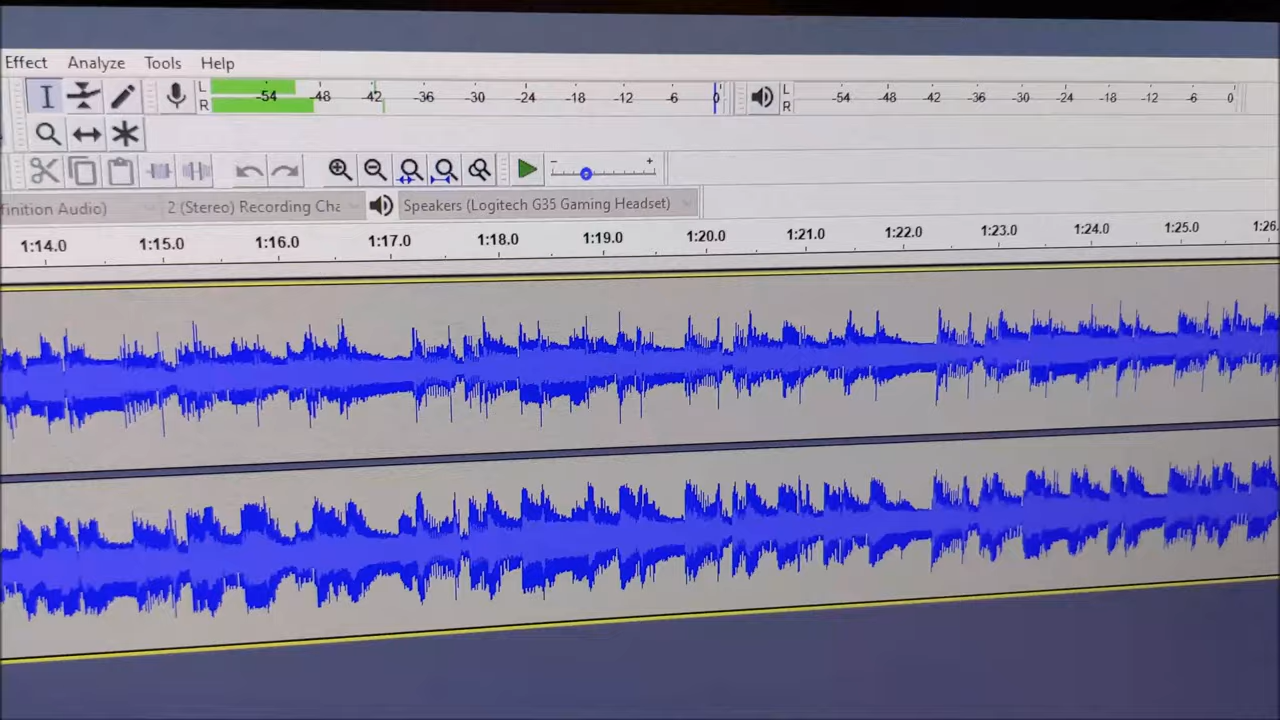 Effect Analyze Tools Help
L
R
-54 -48 -42 -36 -30 -24 -18 -12 -6 0
L
R
-54 -48 -42 -36 -30 -24 -18 -12 -6 0
- +
finition Audio) 2 (Stereo) Recording Cha Speakers (Logitech G35 Gaming Headset)
1:14.0 1:15.0 1:16.0 1:17.0 1:18.0 1:19.0 1:20.0 1:21.0 1:22.0 1:23.0 1:24.0 1:25.0 1:26.